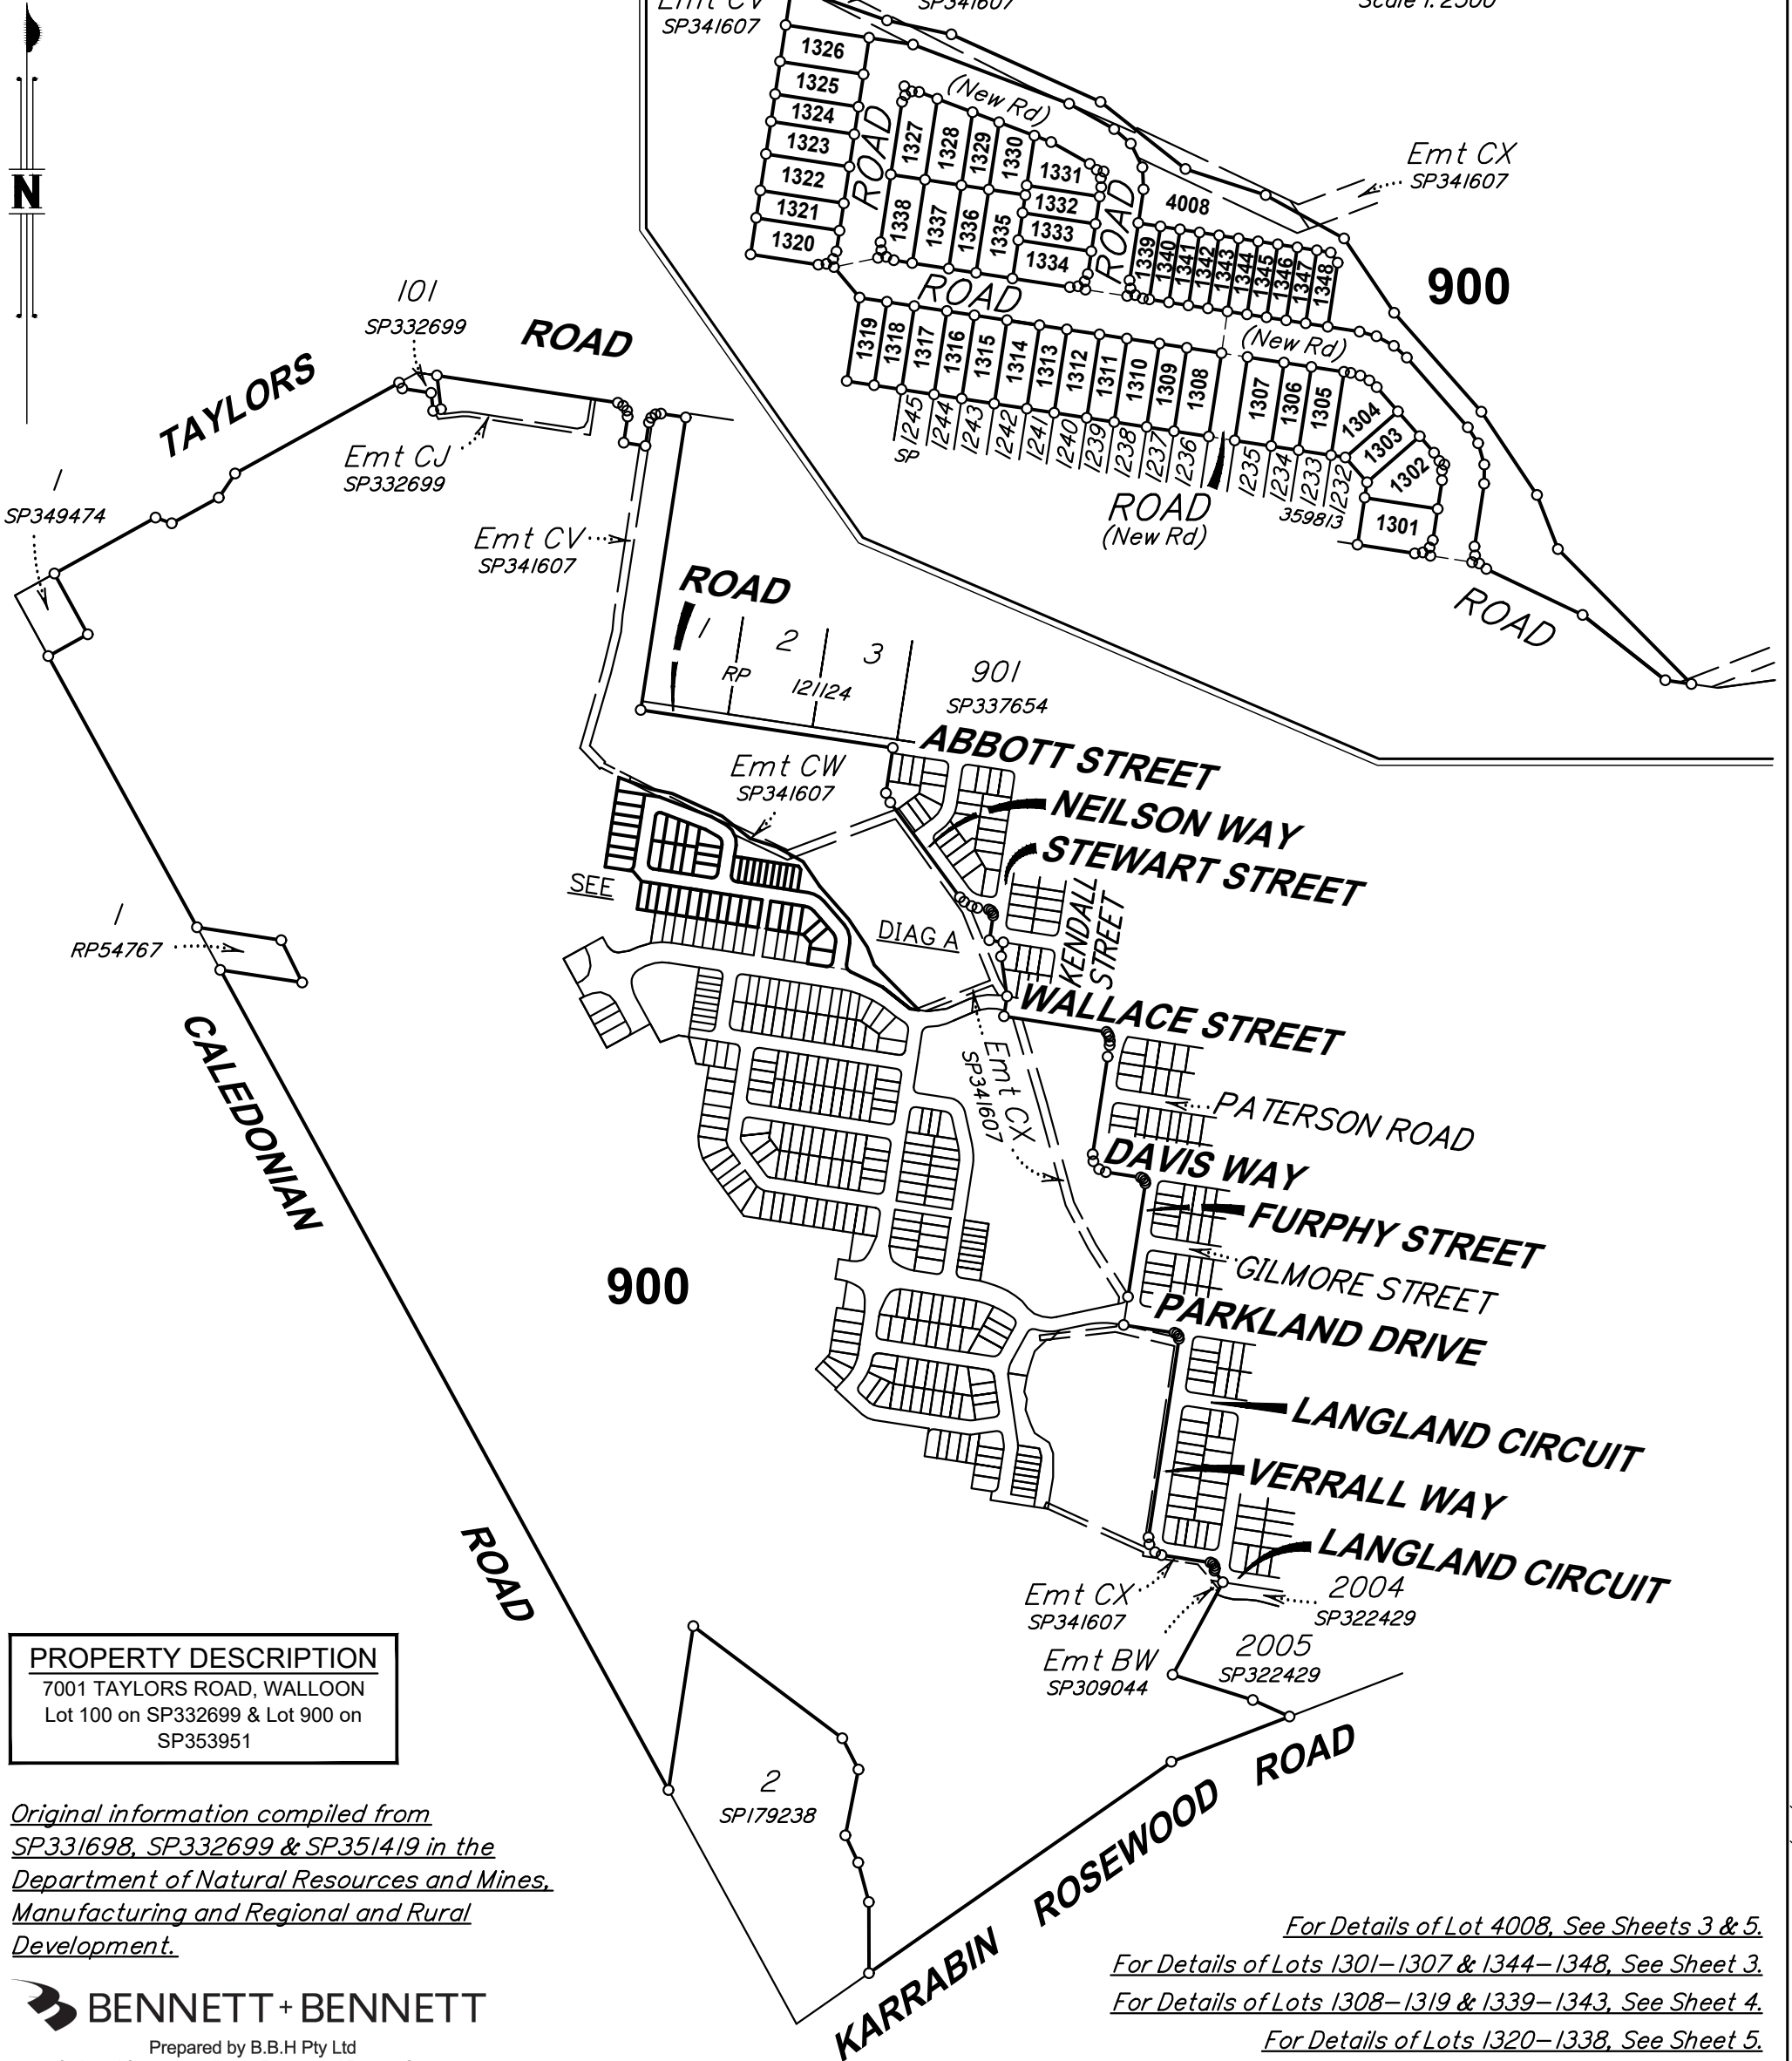 Emt CV
SP341607
SP341607
Scale 1: 2500
1326
1325
1324
1323
1322
1321
1320
ROAD
(New Rd)
1327
1328
1329
1330
1331
1332
1333
1334
1338
1337
1336
1335
ROAD
4008
Emt CX
SP341607
1339
1340
1341
1342
1343
1344
1345
1346
1347
1348
900
ROAD
(New Rd)
1319
1318
1317
1316
1315
1314
1313
1312
1311
1310
1309
1308
1307
1306
1305
1304
1303
1302
1301
SP
1245
1244
1243
1242
1241
1240
1239
1238
1237
1236
1235
1234
1233
1232
359813
ROAD
(New Rd)
ROAD
N
101
SP332699
ROAD
TAYLORS
Emt CJ
SP332699
1
SP349474
Emt CV
SP341607
ROAD
1
2
3
RP
121124
901
SP337654
ABBOTT STREET
Emt CW
SP341607
NEILSON WAY
STEWART STREET
SEE
DIAG A
KENDALL
STREET
1
RP54767
WALLACE STREET
Emt CX
SP341607
PATERSON ROAD
DAVIS WAY
FURPHY STREET
GILMORE STREET
PARKLAND DRIVE
CALEDONIAN
900
LANGLAND CIRCUIT
VERRALL WAY
LANGLAND CIRCUIT
ROAD
Emt CX
SP341607
2004
SP322429
Emt BW
SP309044
2005
SP322429
PROPERTY DESCRIPTION
7001 TAYLORS ROAD, WALLOON
Lot 100 on SP332699 & Lot 900 on
SP353951
2
SP179238
KARRABIN ROSEWOOD ROAD
Original information compiled from
SP331698, SP332699 & SP351419 in the
Department of Natural Resources and Mines,
Manufacturing and Regional and Rural
Development.
BENNETT + BENNETT
Prepared by B.B.H Pty Ltd
For Details of Lot 4008, See Sheets 3 & 5.
For Details of Lots 1301-1307 & 1344-1348, See Sheet 3.
For Details of Lots 1308-1319 & 1339-1343, See Sheet 4.
For Details of Lots 1320-1338, See Sheet 5.